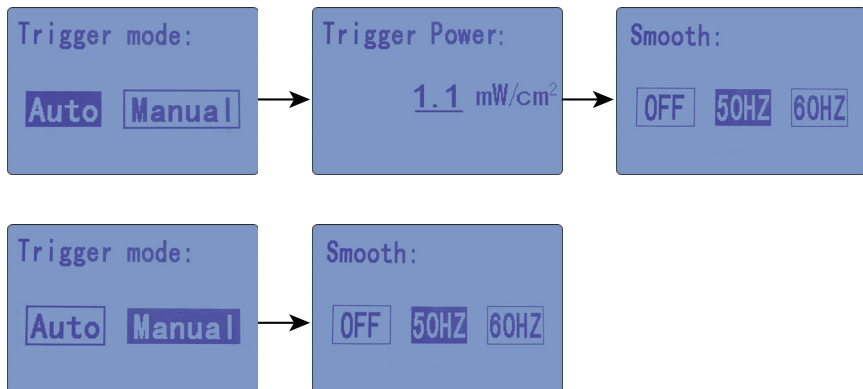 Trigger mode:
Auto Manual
Trigger Power:
1.1 mW/cm²
Smooth:
OFF 50HZ 60HZ
Trigger mode:
Auto Manual
Smooth:
OFF 50HZ 60HZ